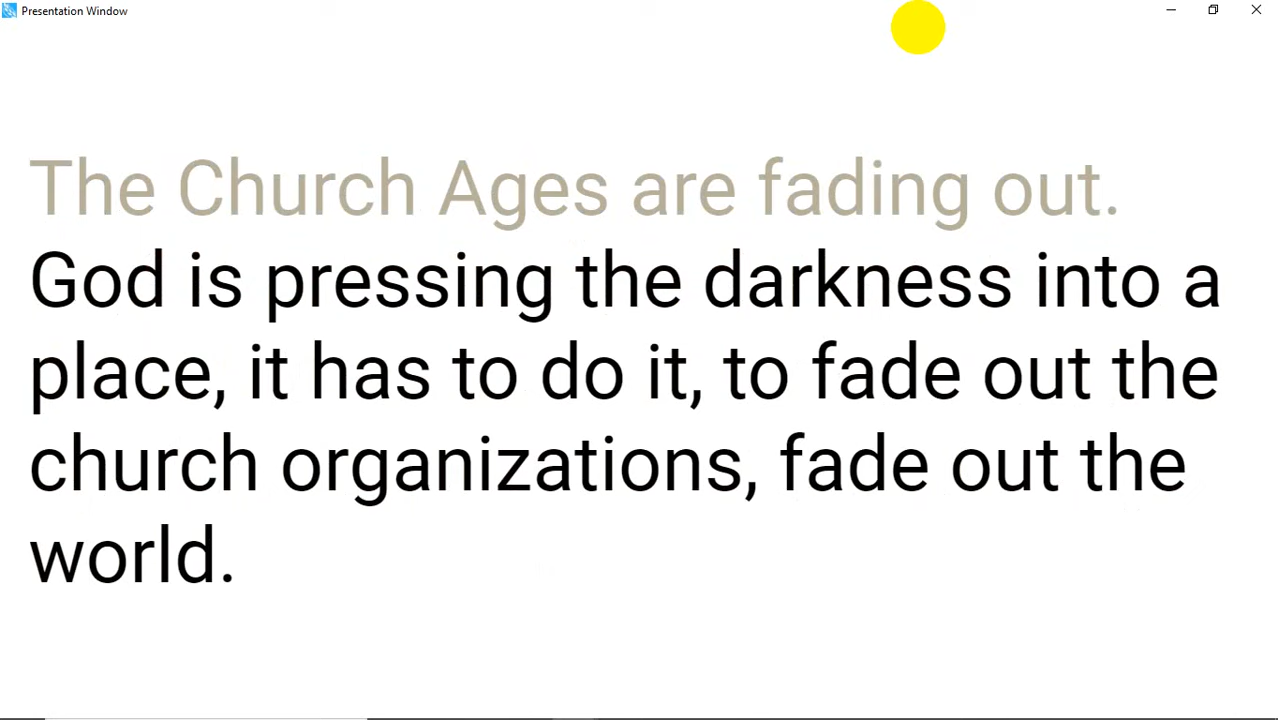 Presentation Window
The Church Ages are fading out.
God is pressing the darkness into a
place, it has to do it, to fade out the
church organizations, fade out the
world.